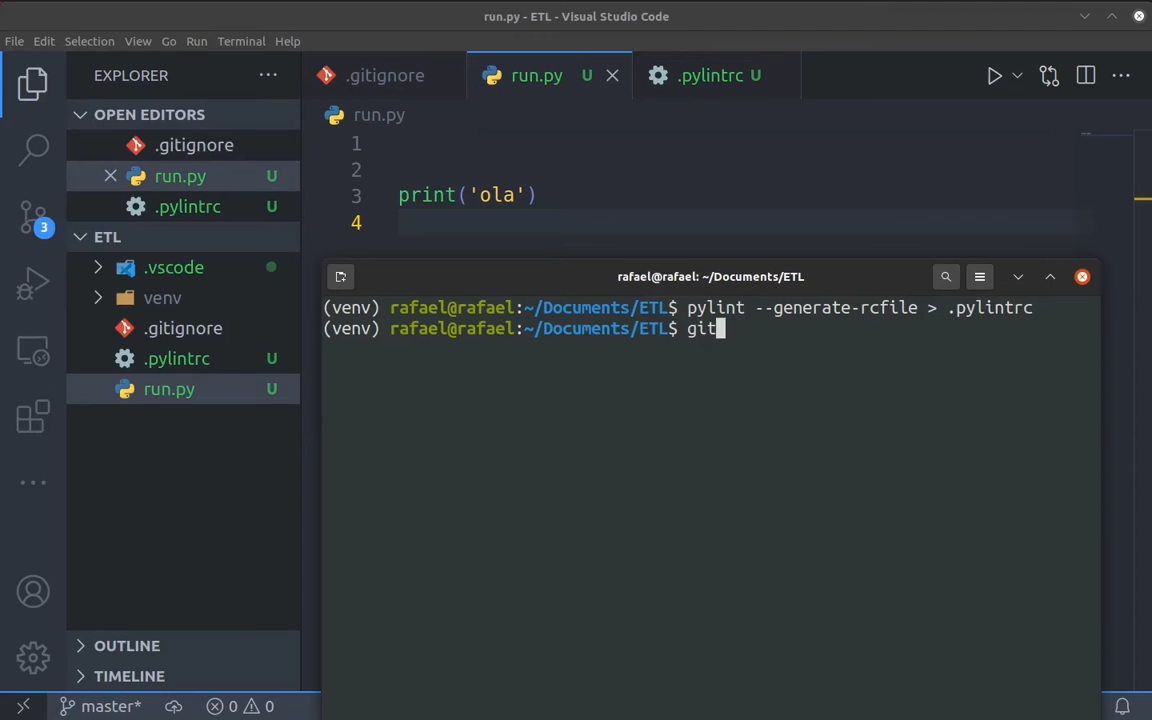 run.py - ETL - Visual Studio Code
File Edit Selection View Go Run Terminal Help
EXPLORER
.gitignore
run.py U
.pylintrc U
OPEN EDITORS
.gitignore
run.py U
.pylintrc U
ETL
.vscode
venv
.gitignore
.pylintrc U
run.py U
OUTLINE
TIMELINE
3
run.py
1
2
3 print('ola')
4
rafael@rafael: ~/Documents/ETL
(venv) rafael@rafael:~/Documents/ETL$ pylint --generate-rcfile > .pylintrc
(venv) rafael@rafael:~/Documents/ETL$ git
master* 0 0